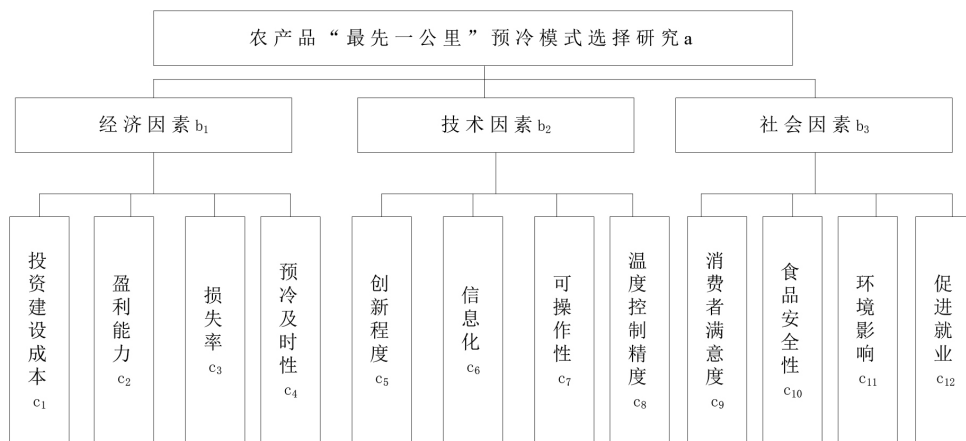 农产品“最先一公里”预冷模式选择研究a
经济因素b₁
技术因素b₂
社会因素b₃
投资建设成本c₁
盈利能力c₂
损失率c₃
预冷及时性c₄
创新程度c₅
信息化c₆
可操作性c₇
温度控制精度c₈
消费者满意度c₉
食品安全性c₁₀
环境影响c₁₁
促进就业c₁₂